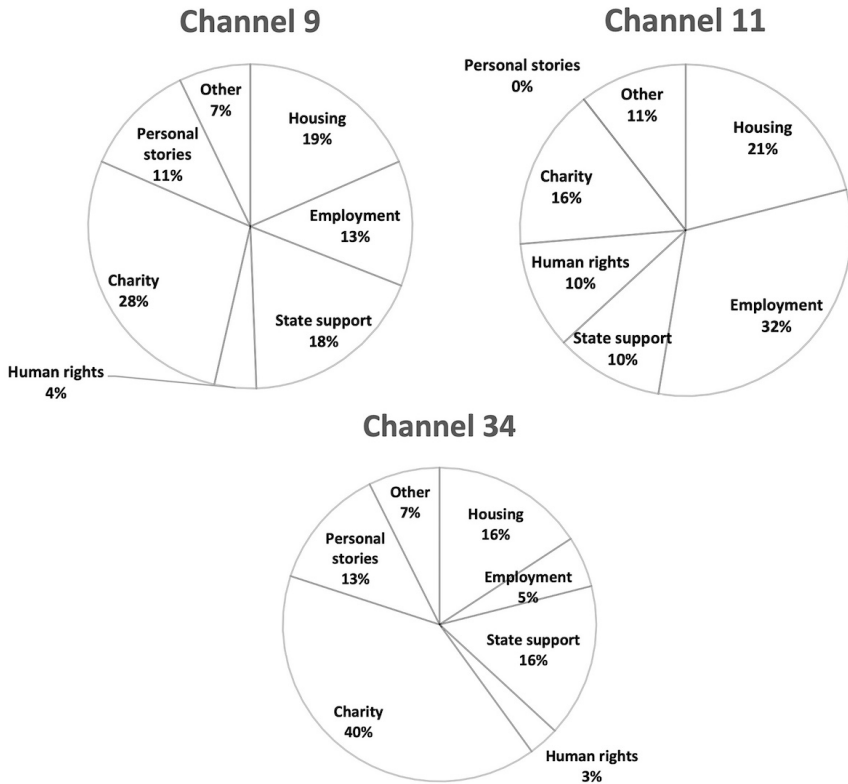 Channel 9
Other
7%
Housing
19%
Personal
stories
11%
Employment
13%
Charity
28%
State support
18%
Human rights
4%
Channel 11
Personal stories
0%
Other
11%
Housing
21%
Charity
16%
Human rights
10%
Employment
32%
State support
10%
Channel 34
Other
7%
Housing
16%
Personal
stories
13%
Employment
5%
State support
16%
Charity
40%
Human rights
3%